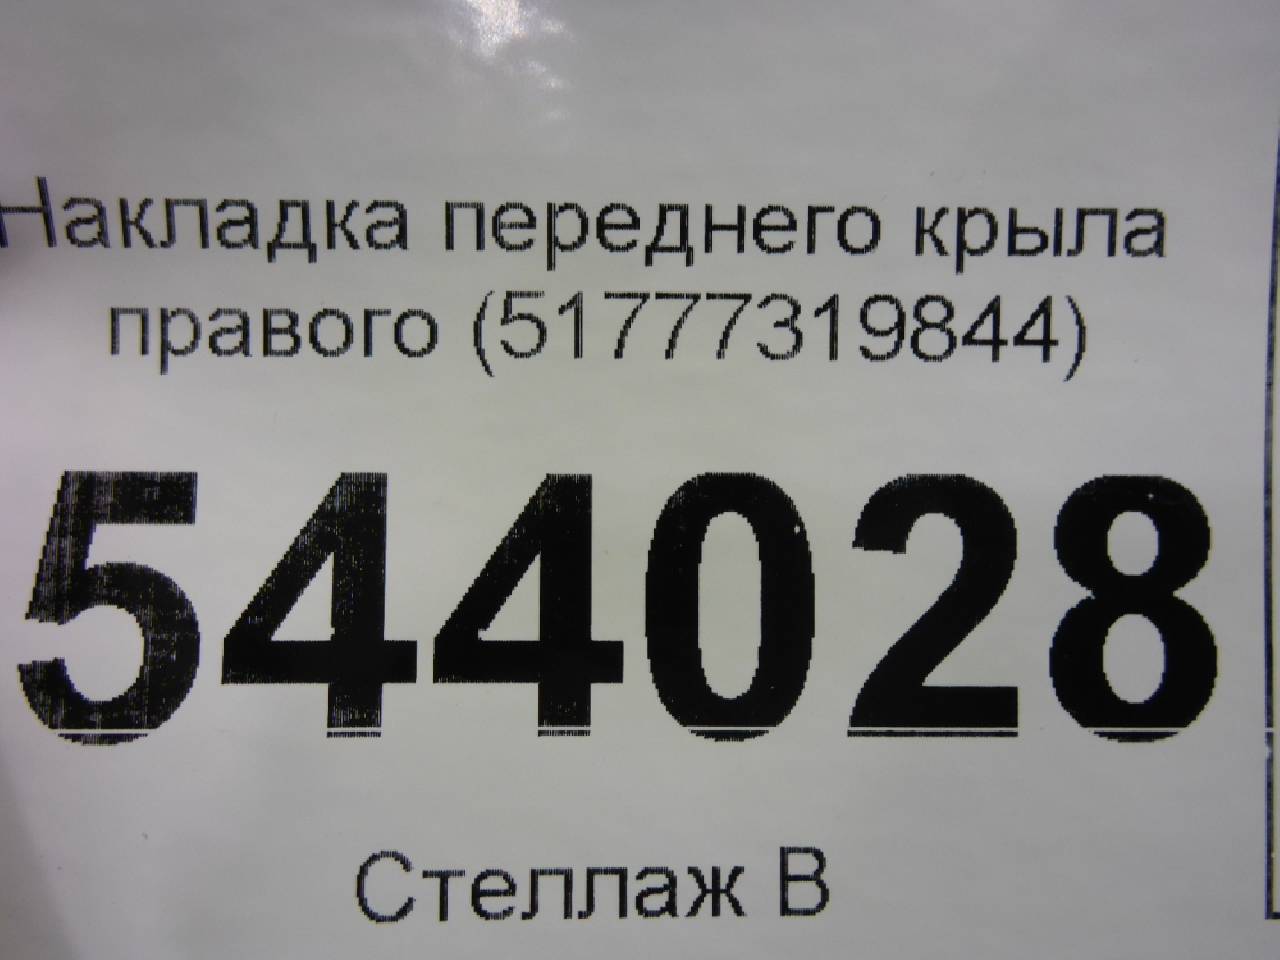 Накладка переднего крыла
правого (51777319844)
544028
Стеллаж В